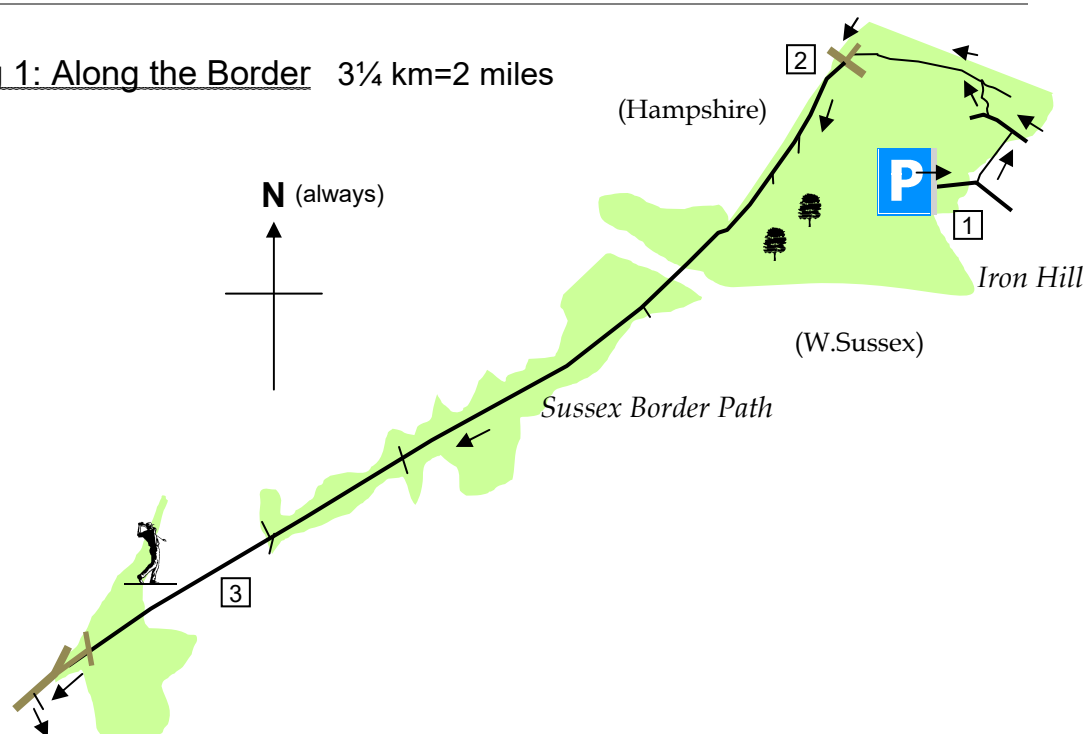 1: Along the Border 3¼ km=2 miles
2
(Hampshire)
N (always)
P
1
Iron Hill
(W.Sussex)
Sussex Border Path
3